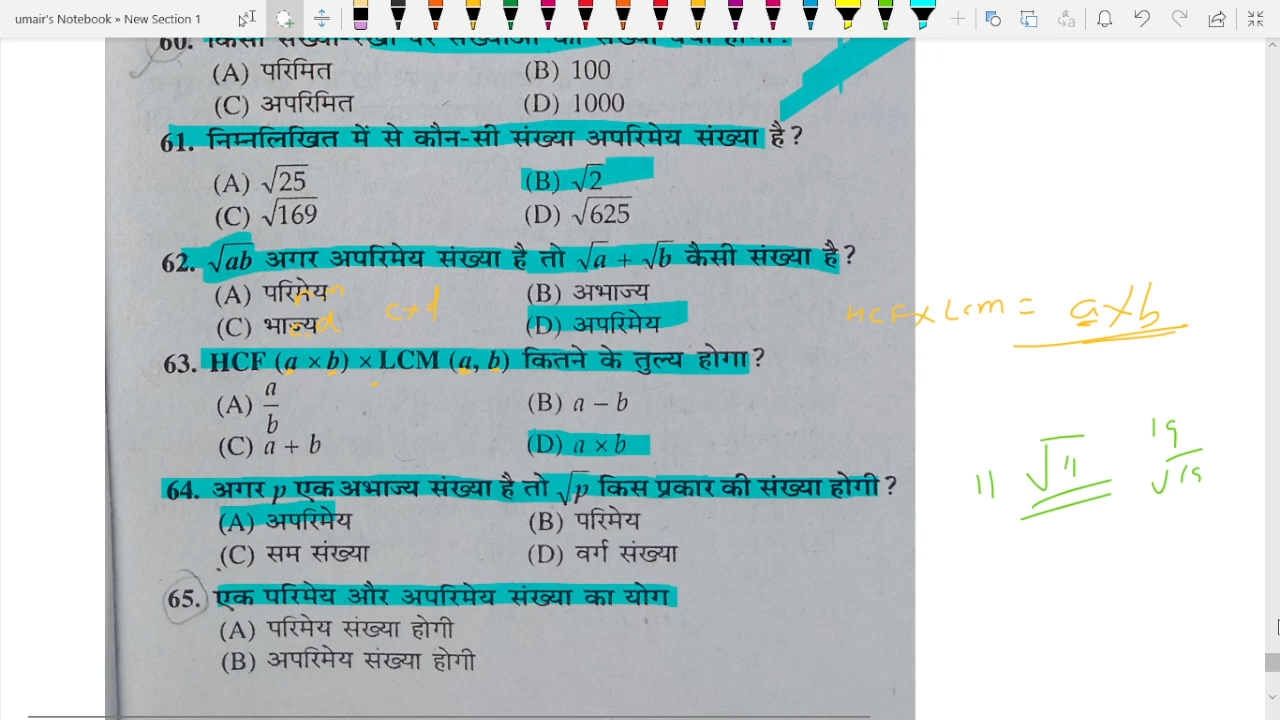 umair's Notebook » New Section 1
60. किसी संख्या-रेखा पर संख्याओं की संख्या क्या होगी?
(A) परिमित (B) 100
(C) अपरिमित (D) 1000
61. निम्नलिखित में से कौन-सी संख्या अपरिमेय संख्या है?
(A) √25 (B) √2
(C) √169 (D) √625
62. √ab अगर अपरिमेय संख्या है तो √a + √b कैसी संख्या है?
(A) परिमेय (B) अभाज्य
(C) भाज्य (D) अपरिमेय
c+d
HCF × LCM = a×b
63. HCF (a × b) × LCM (a, b) कितने के तुल्य होगा?
(A) a/b (B) a − b
(C) a + b (D) a × b
11 √11 19
√19
64. अगर p एक अभाज्य संख्या है तो √p किस प्रकार की संख्या होगी?
(A) अपरिमेय (B) परिमेय
(C) सम संख्या (D) वर्ग संख्या
65. एक परिमेय और अपरिमेय संख्या का योग
(A) परिमेय संख्या होगी
(B) अपरिमेय संख्या होगी